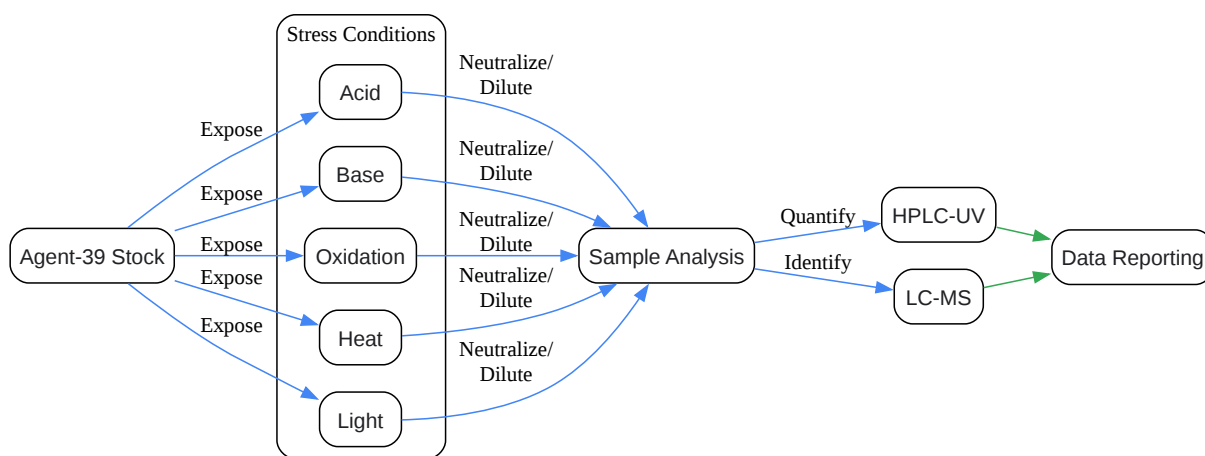 Stress Conditions
Agent-39 Stock
Expose
Expose
Expose
Expose
Expose
Acid
Base
Oxidation
Heat
Light
Neutralize/
Dilute
Neutralize/
Dilute
Neutralize/
Dilute
Neutralize/
Dilute
Neutralize/
Dilute
Sample Analysis
Quantify
Identify
HPLC-UV
LC-MS
Data Reporting